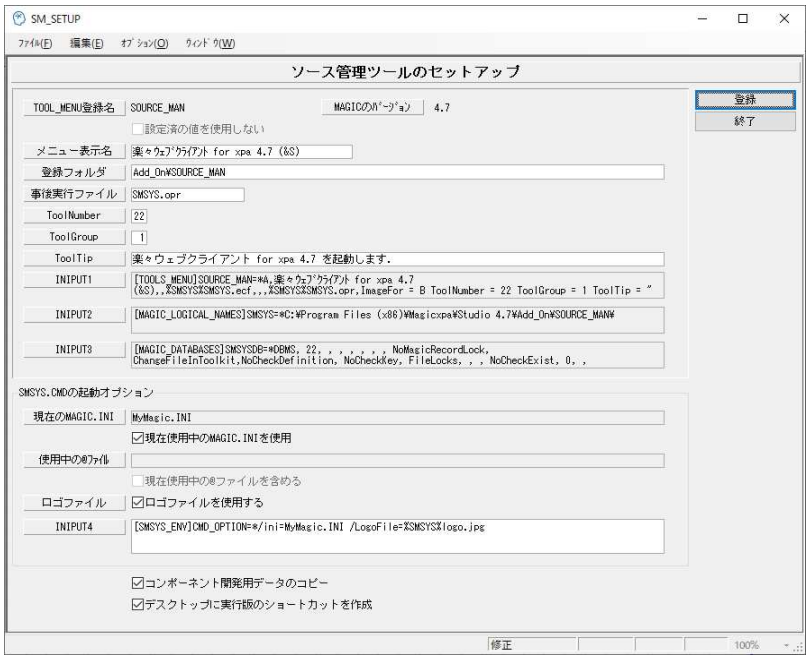 SM_SETUP
ファイル(F) 編集(E) オプション(O) ウィンドウ(W)
ソース管理ツールのセットアップ
TOOL_MENU登録名 SOURCE_MAN MAGICのバージョン 4.7
登録
終了
設定済の値を使用しない
メニュー表示名 楽々ウェブクライアント for xpa 4.7 (&S)
登録フォルダ Add_On¥SOURCE_MAN
事後実行ファイル SMSYS.opr
ToolNumber 22
ToolGroup 1
ToolTip 楽々ウェブクライアント for xpa 4.7 を起動します.
INIPUT1 [TOOLS_MENU]SOURCE_MAN=*A,楽々ウェブクライアント for xpa 4.7
(&S),,%SMSYS%SMSYS.ecf,,,%SMSYS%SMSYS.opr,ImageFor = B ToolNumber = 22 ToolGroup = 1 ToolTip = "
INIPUT2 [MAGIC_LOGICAL_NAMES]SMSYS=*C:¥Program Files (x86)¥Magicxpa¥Studio 4.7¥Add_On¥SOURCE_MAN¥
INIPUT3 [MAGIC_DATABASES]SMSYSDB=*DBMS, 22, , , , , , , NoMagicRecordLock,
ChangeFileInToolkit,NoCheckDefinition, NoCheckKey, FileLocks, , , NoCheckExist, 0, ,
SMSYS.CMDの起動オプション
現在のMAGIC.INI MyMagic.INI
現在使用中のMAGIC.INIを使用
使用中の@ファイル
現在使用中の@ファイルを含める
ロゴファイル ロゴファイルを使用する
INIPUT4 [SMSYS_ENV]CMD_OPTION=*/ini=MyMagic.INI /LogoFile=%SMSYS%logo.jpg
コンポーネント開発用データのコピー
デスクトップに実行版のショートカットを作成
修正 100%